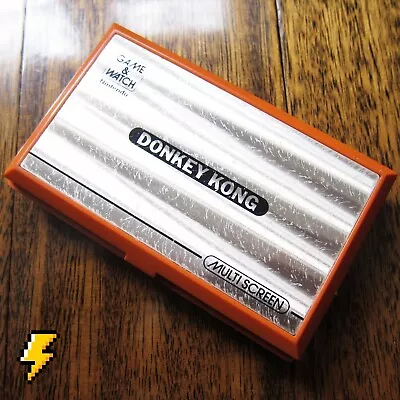 GAME
&
WATCH
Nintendo
DONKEY KONG
MULTI SCREEN